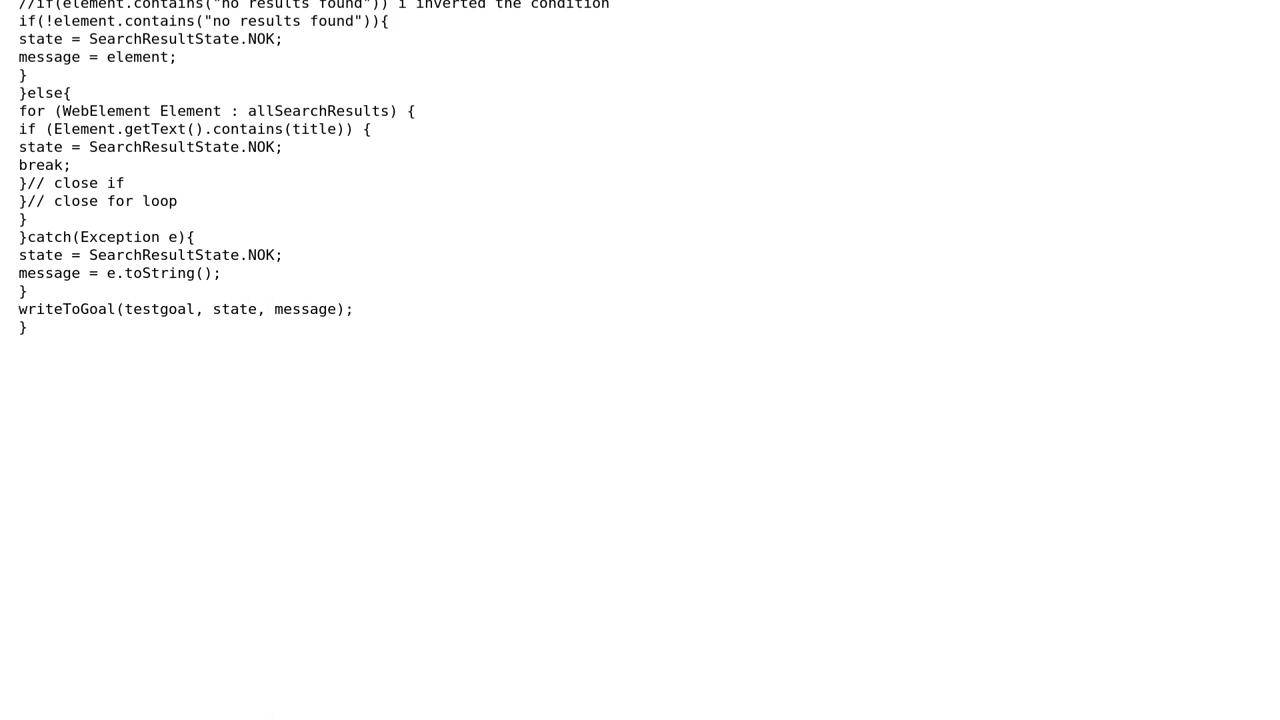 //if(element.contains("no results found")) i inverted the condition
if(!element.contains("no results found")){
state = SearchResultState.NOK;
message = element;
}
}else{
for (WebElement Element : allSearchResults) {
if (Element.getText().contains(title)) {
state = SearchResultState.NOK;
break;
}// close if
}// close for loop
}
}catch(Exception e){
state = SearchResultState.NOK;
message = e.toString();
}
writeToGoal(testgoal, state, message);
}